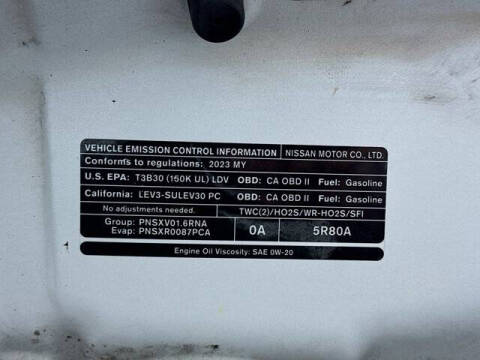 VEHICLE EMISSION CONTROL INFORMATION NISSAN MOTOR CO., LTD.
Conforms to regulations: 2023 MY
U.S. EPA: T3B30 (150K UL) LDV OBD: CA OBD II Fuel: Gasoline
California: LEV3-SULEV30 PC OBD: CA OBD II Fuel: Gasoline
No adjustments needed. TWC(2)/HO2S/WR-HO2S/SFI
Group: PNSXV01.6RNA
Evap: PNSXR0087PCA 0A 5R80A
Engine Oil Viscosity: SAE 0W-20